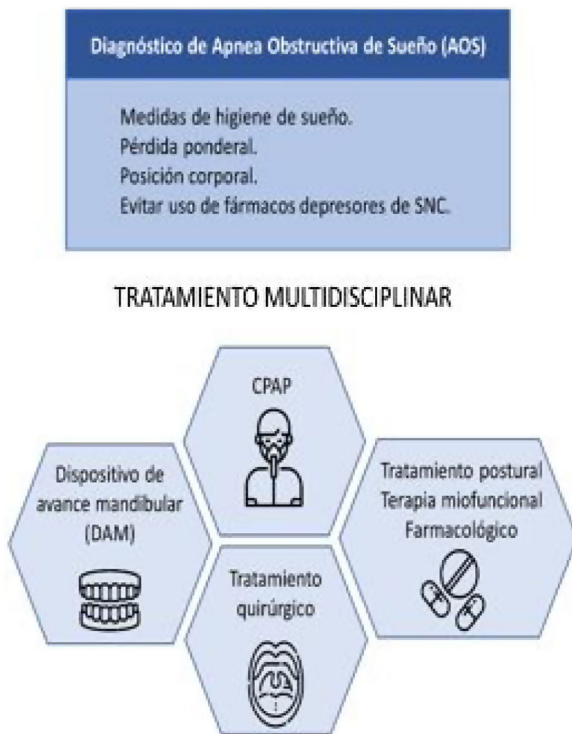 Diagnóstico de Apnea Obstructiva de Sueño (AOS)
Medidas de higiene de sueño.
Pérdida ponderal.
Posición corporal.
Evitar uso de fármacos depresores de SNC.
TRATAMIENTO MULTIDISCIPLINAR
CPAP
Dispositivo de
avance mandibular
(DAM)
Tratamiento postural
Terapia miofuncional
Farmacológico
Tratamiento
quirúrgico